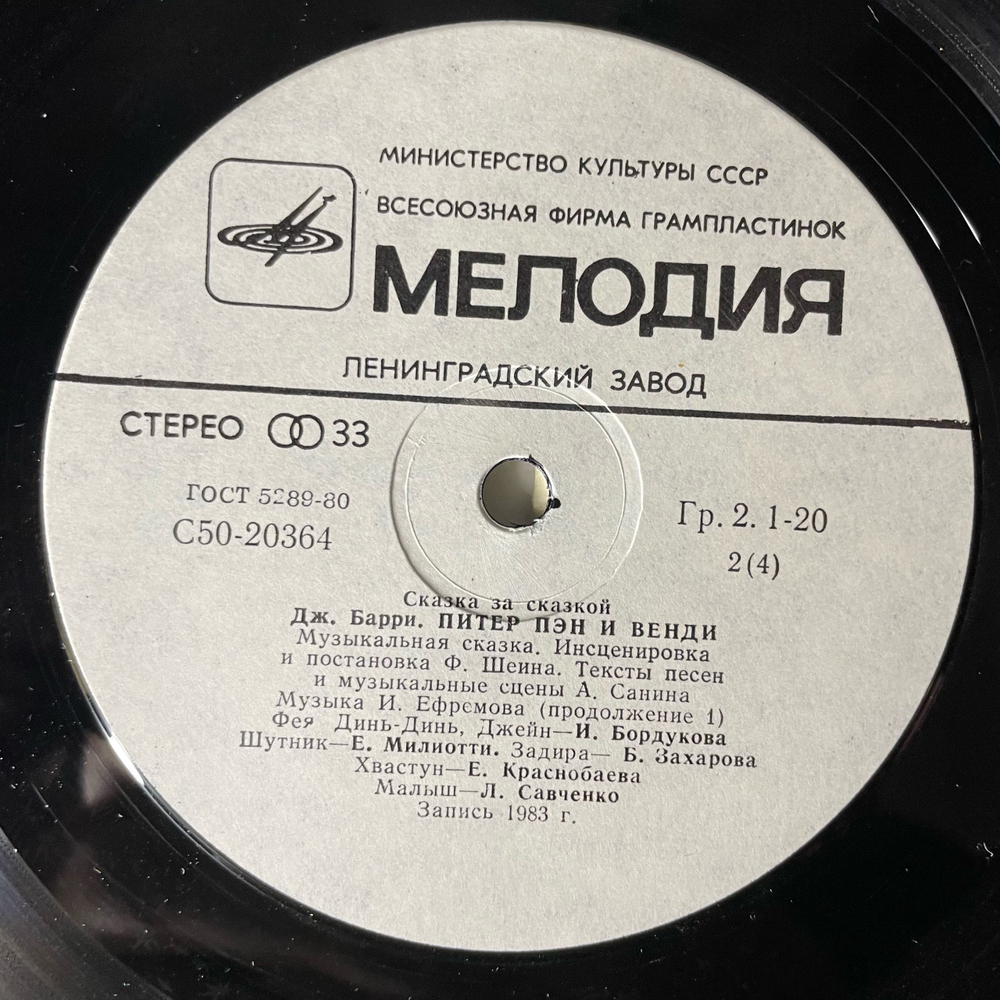 МИНИСТЕРСТВО КУЛЬТУРЫ СССР
ВСЕСОЮЗНАЯ ФИРМА ГРАМПЛАСТИНОК
МЕЛОДИЯ
ЛЕНИНГРАДСКИЙ ЗАВОД
СТЕРЕО 33
ГОСТ 5289-80
С50-20364
Гр. 2. 1-20
2(4)
Сказка за сказкой
Дж. Барри. ПИТЕР ПЭН И ВЕНДИ
Музыкальная сказка. Инсценировка
и постановка Ф. Шеина. Тексты песен
и музыкальные сцены А. Санина
Музыка И. Ефремова (продолжение 1)
Фея Динь-Динь, Джейн—И. Бордукова
Шутник—Е. Милиотти. Задира— Б. Захарова
Хвастун—Е. Краснобаева
Малыш—Л. Савченко
Запись 1983 г.